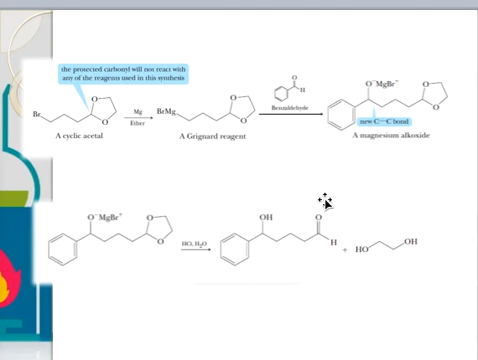 the protected carbonyl will not react with
any of the reagents used in this synthesis
Br
O
O
A cyclic acetal
Mg
Ether
BrMg
O
O
A Grignard reagent
O
H
Benzaldehyde
O⁻MgBr⁺
O
O
new C—C bond
A magnesium alkoxide
O⁻MgBr⁺
O
O
HCl, H₂O
OH
O
H
+
HO
OH